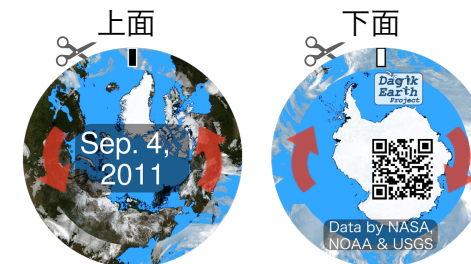 上面
下面
Sep. 4,
2011
Dagik
Earth
Project
Data by NASA,
NOAA & USGS